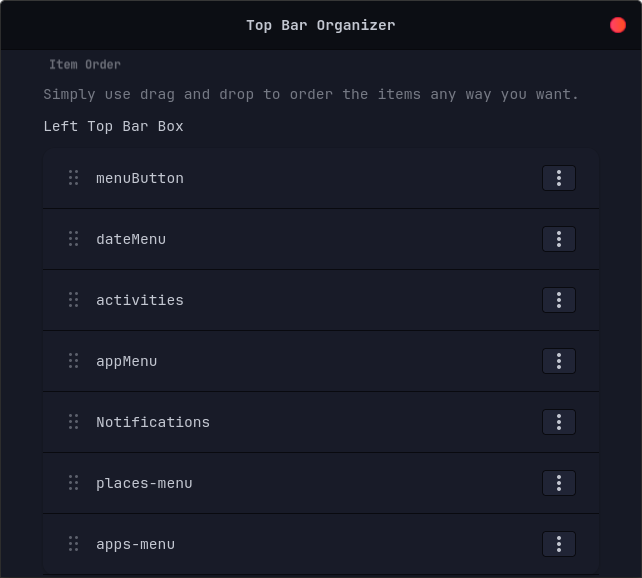 Top Bar Organizer
Item Order
Simply use drag and drop to order the items any way you want.
Left Top Bar Box
menuButton
dateMenu
activities
appMenu
Notifications
places-menu
apps-menu